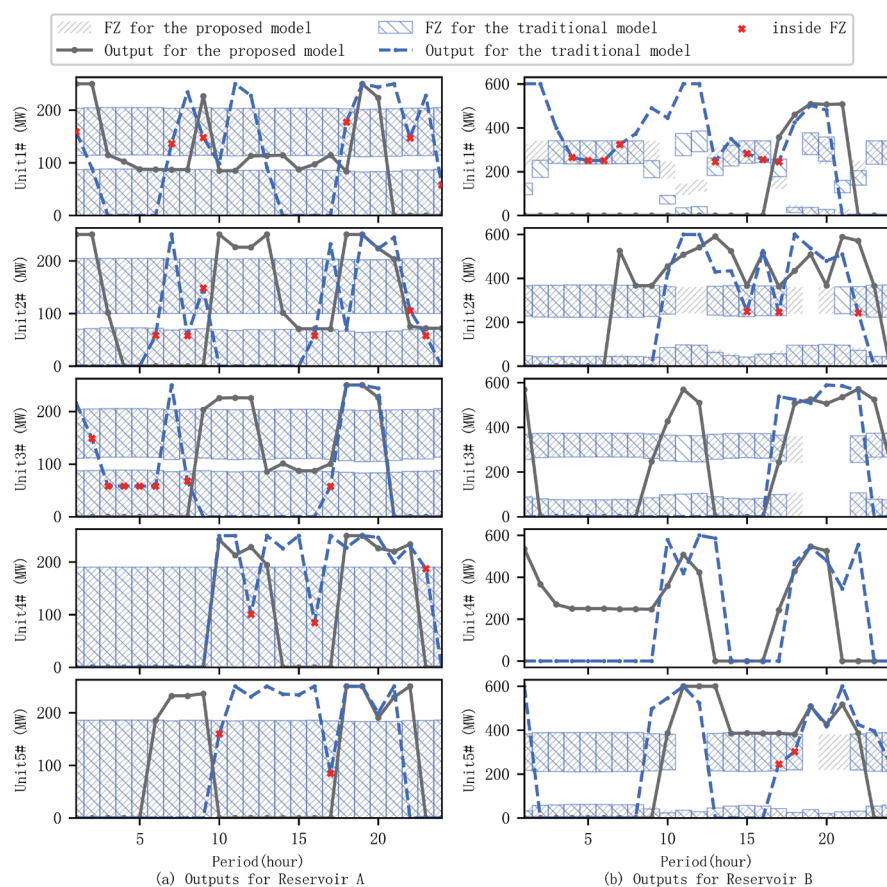 FZ for the proposed model
FZ for the traditional model
inside FZ
Output for the proposed model
Output for the traditional model
Unit1# (MW)
200
100
0
Unit2# (MW)
200
100
0
Unit3# (MW)
200
100
0
Unit4# (MW)
200
100
0
Unit5# (MW)
200
100
0
5
10
15
20
Period(hour)
(a) Outputs for Reservoir A
Unit1# (MW)
600
400
200
0
Unit2# (MW)
600
400
200
0
Unit3# (MW)
600
400
200
0
Unit4# (MW)
600
400
200
0
Unit5# (MW)
600
400
200
0
5
10
15
20
Period(hour)
(b) Outputs for Reservoir B